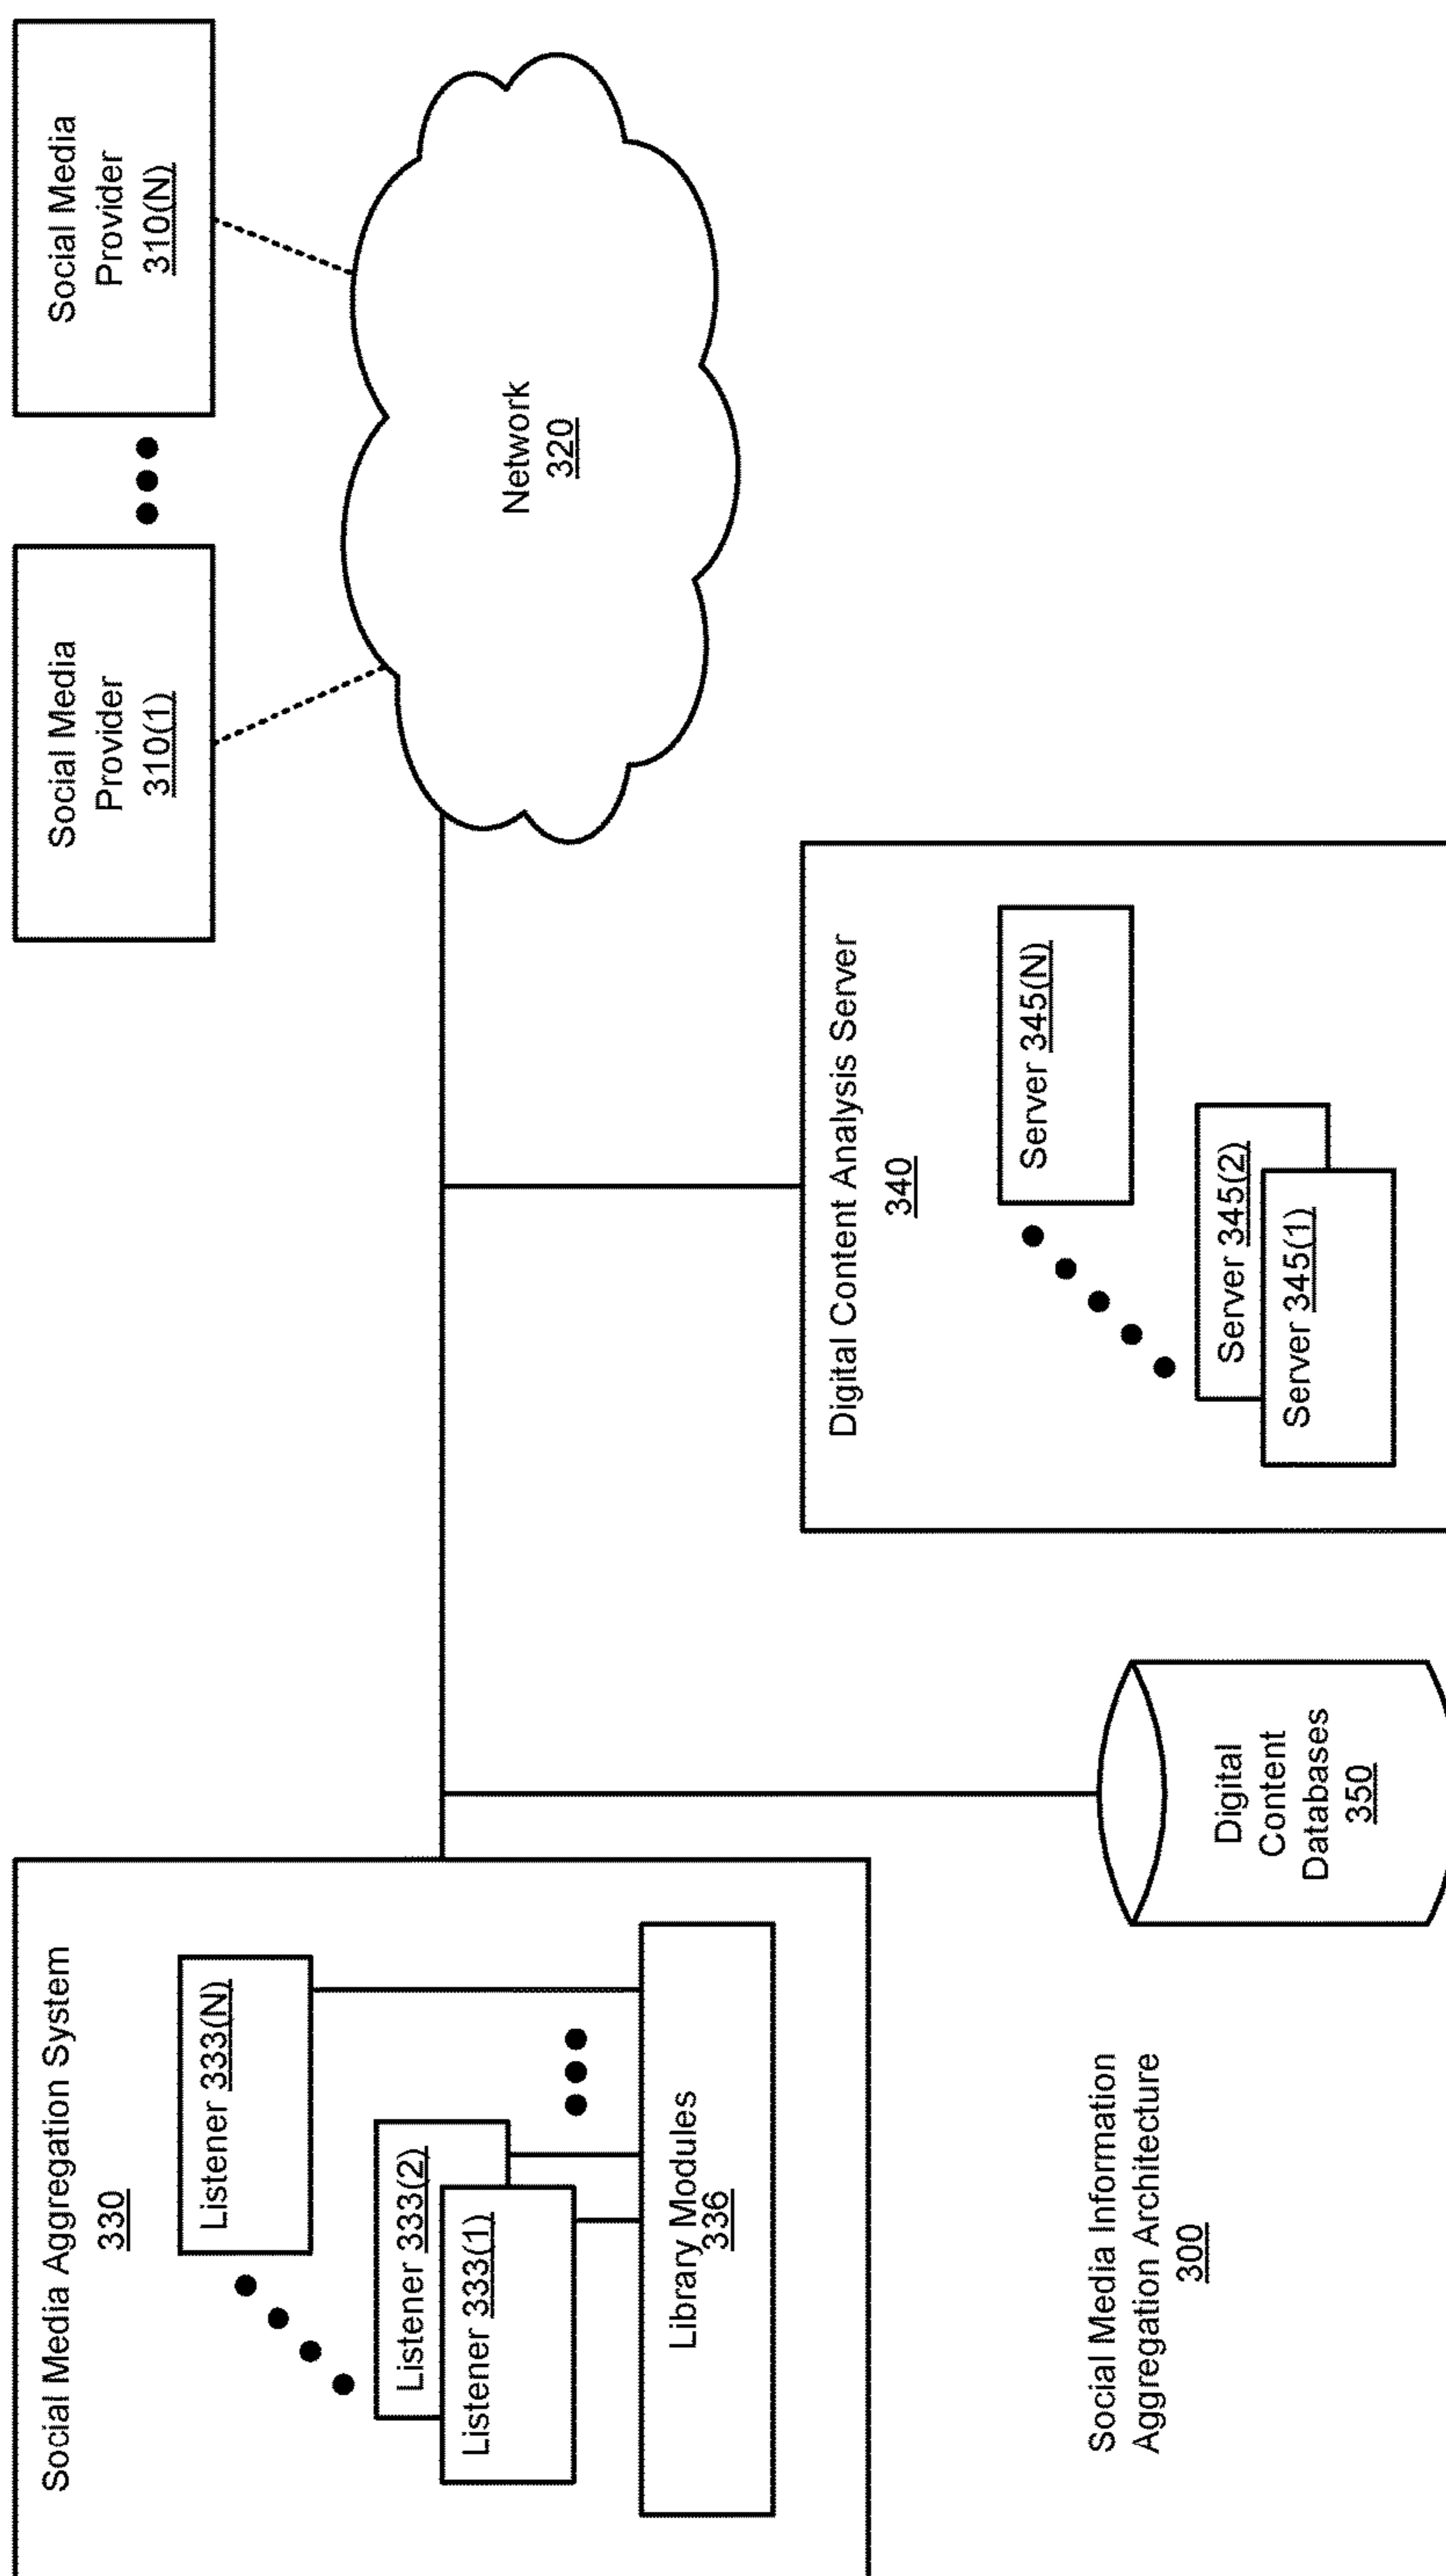 Social Media Aggregation System
330
Listener 333(N)
Listener 333(2)
Listener 333(1)
Library Modules
336
Social Media Information
Aggregation Architecture
300
Digital
Content
Databases
350
Digital Content Analysis Server
340
Server 345(N)
Server 345(2)
Server 345(1)
Social Media
Provider
310(1)
Social Media
Provider
310(N)
Network
320